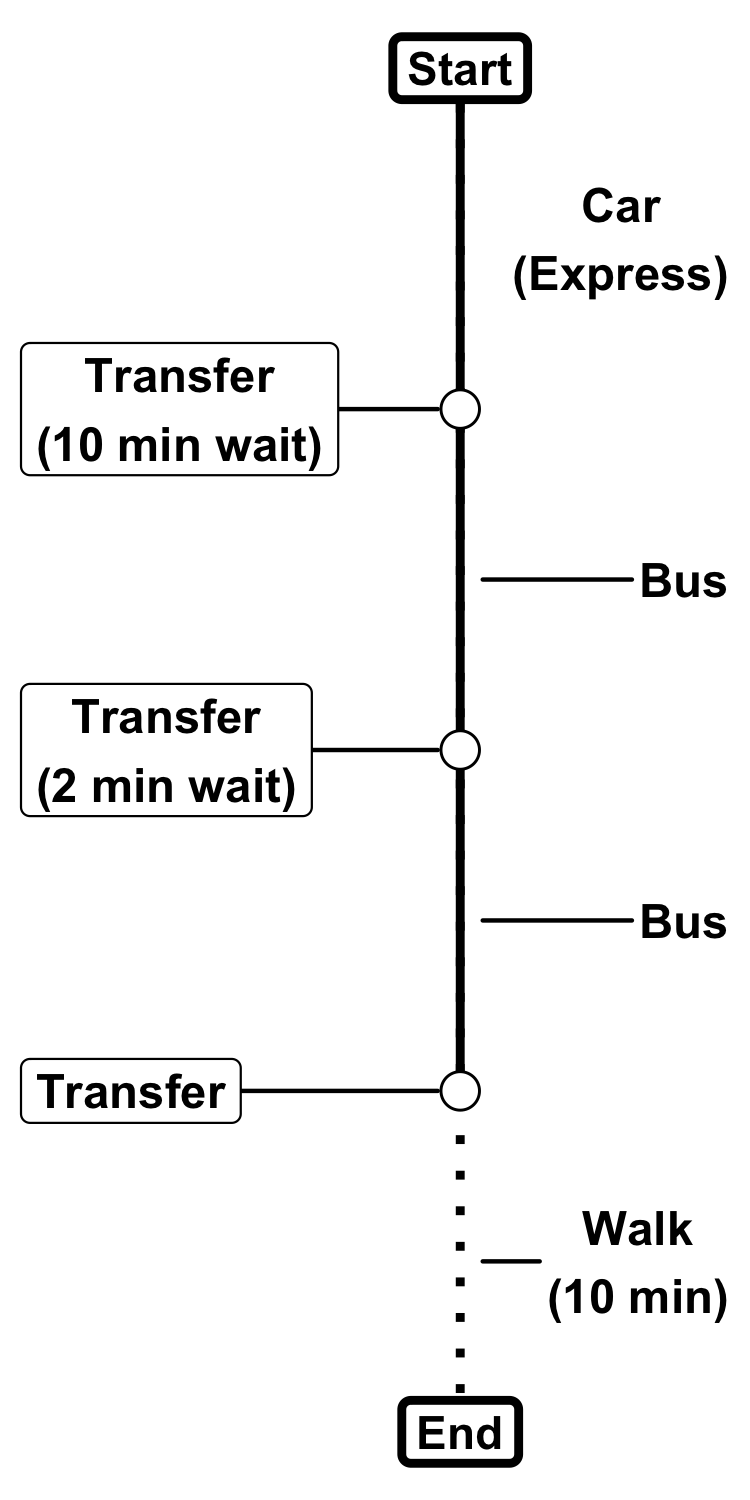 Start
Car
(Express)
Transfer
(10 min wait)
Bus
Transfer
(2 min wait)
Bus
Transfer
Walk
(10 min)
End